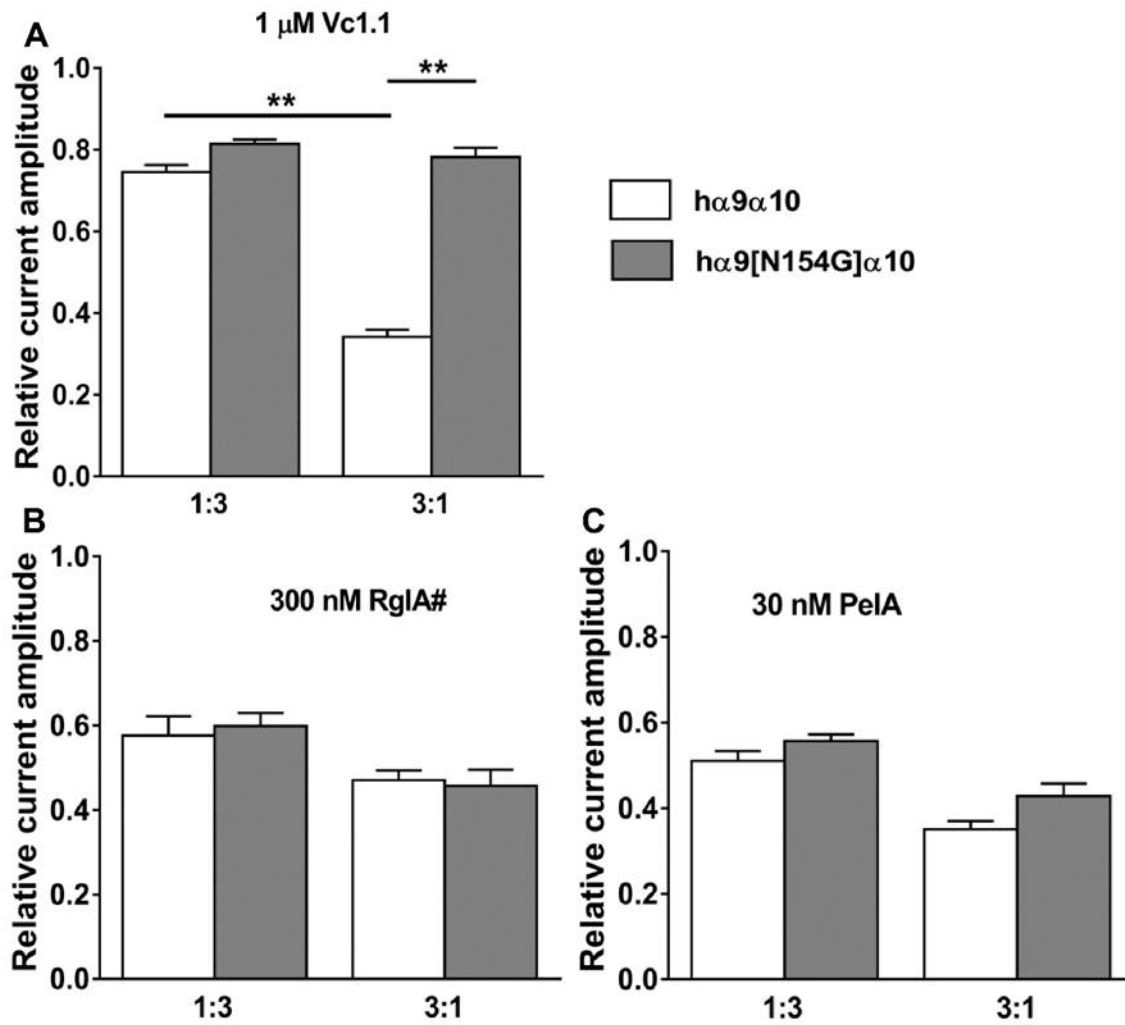 A
1 μM Vc1.1
Relative current amplitude
1.0
0.8
0.6
0.4
0.2
0.0
**
**
1:3
3:1
hα9α10
hα9[N154G]α10
B
300 nM RgIA#
Relative current amplitude
1.0
0.8
0.6
0.4
0.2
0.0
1:3
3:1
C
30 nM PeIA
Relative current amplitude
1.0
0.8
0.6
0.4
0.2
0.0
1:3
3:1